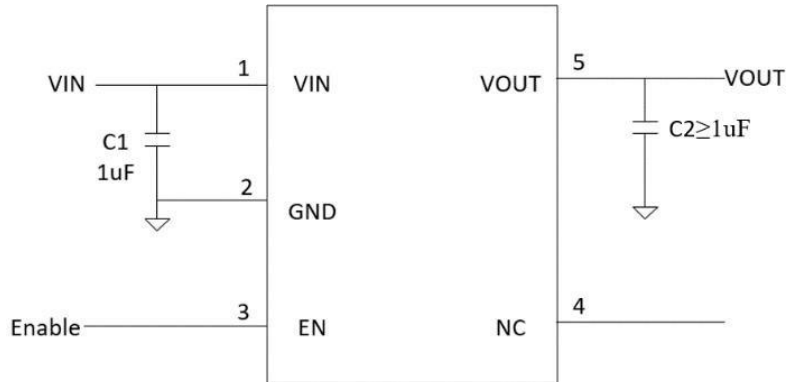 1
5
VIN
VIN
VOUT
VOUT
C1
1uF
C2≥1uF
2
GND
3
4
Enable
EN
NC